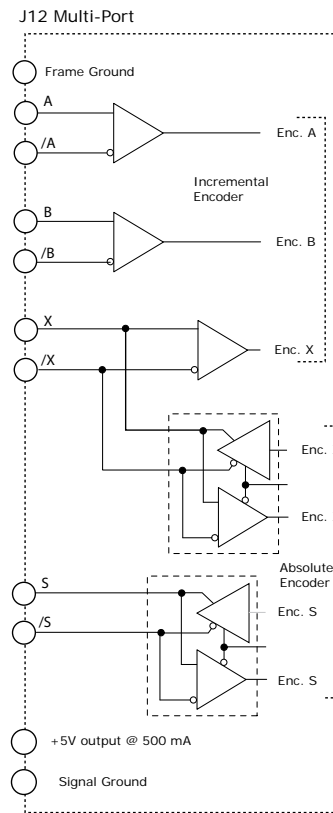 J12 Multi-Port
Frame Ground
A
/A
Enc. A
Incremental
Encoder
B
/B
Enc. B
X
/X
Enc. X
Enc.
Enc.
Absolute
Encoder
S
/S
Enc. S
Enc. S
+5V output @ 500 mA
Signal Ground